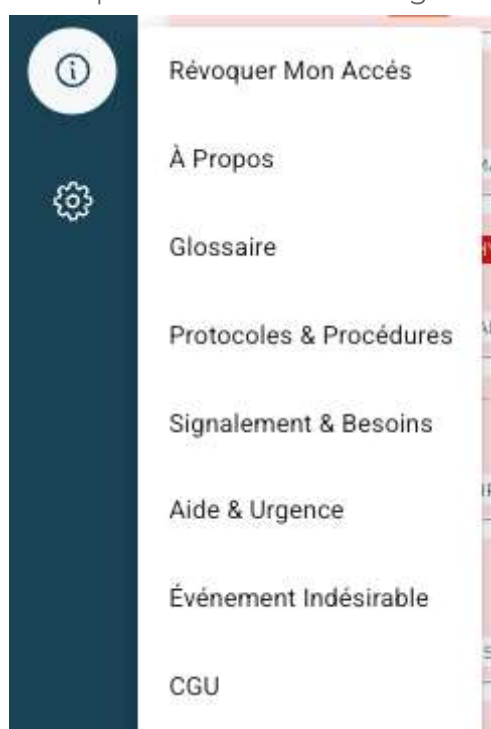 Révoquer Mon Accés
À Propos
Glossaire
Protocoles & Procédures
Signalement & Besoins
Aide & Urgence
Événement Indésirable
CGU